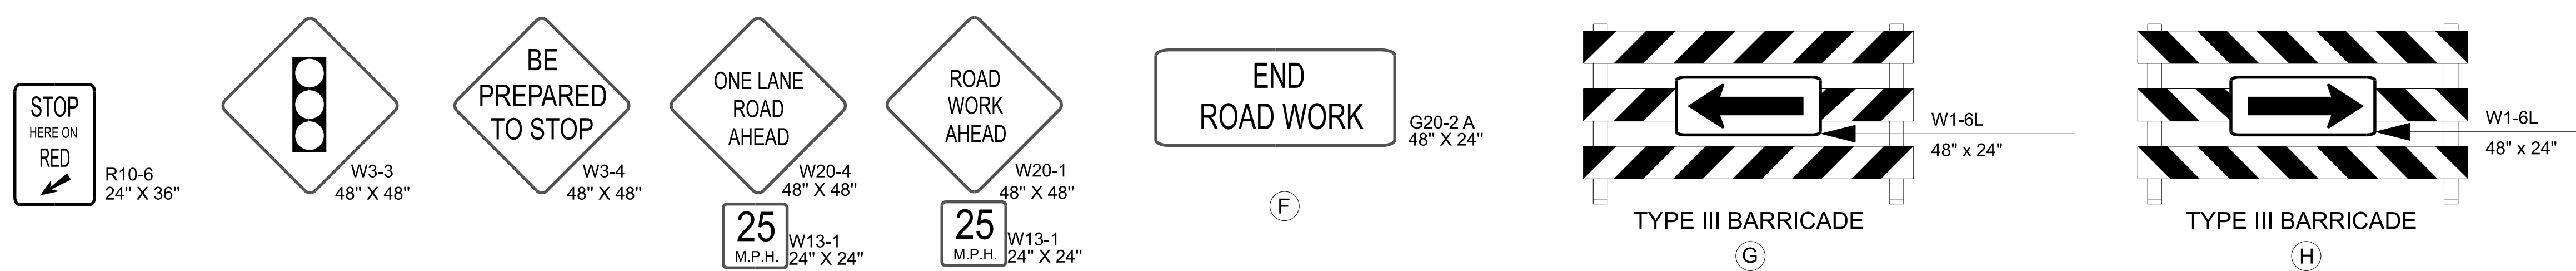 STOP
HERE ON
RED
R10-6
24" X 36"
W3-3
48" X 48"
BE
PREPARED
TO STOP
W3-4
48" X 48"
ONE LANE
ROAD
AHEAD
W20-4
48" X 48"
25
M.P.H.
W13-1
24" X 24"
ROAD
WORK
AHEAD
W20-1
48" X 48"
25
M.P.H.
W13-1
24" X 24"
END
ROAD WORK
G20-2 A
48" X 24"
F
W1-6L
48" x 24"
TYPE III BARRICADE
G
W1-6L
48" x 24"
TYPE III BARRICADE
H